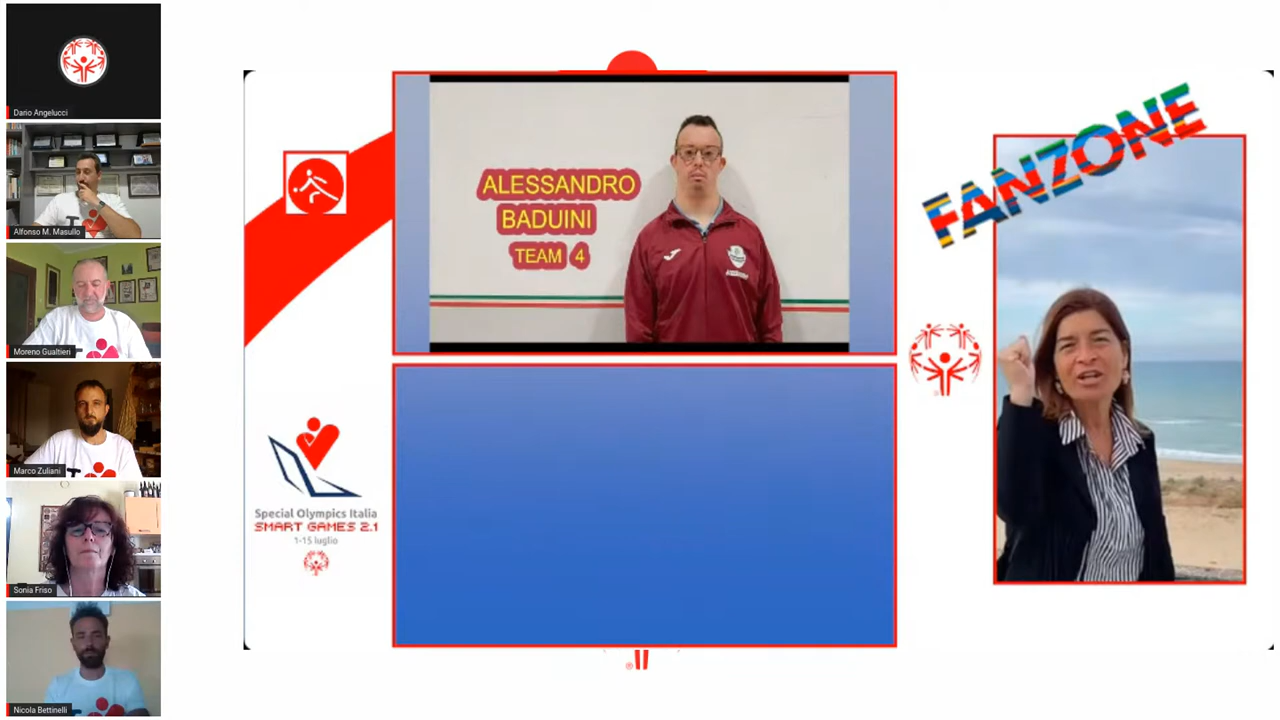 Dario Angelucci
Alfonso M. Masullo
Moreno Gualtieri
Marco Zuliani
Sonia Friso
Nicola Bettinelli
ALESSANDRO
BADUINI
TEAM 4
Special Olympics Italia
SMART GAMES 2.1
1-15 luglio
FANZONE